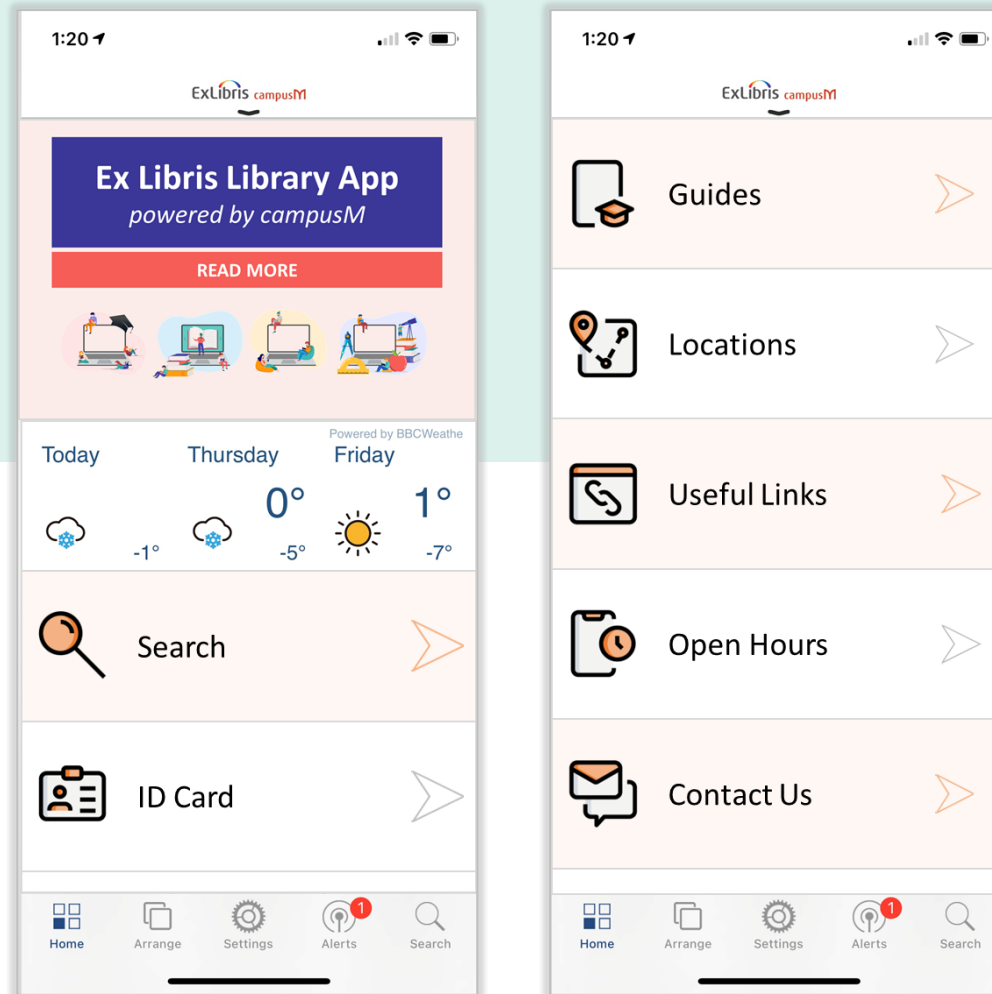 1:20
ExLibris campusM
Ex Libris Library App
powered by campusM
READ MORE
Powered by BBCWeathe
Today Thursday Friday
0° 1°
-1° -5° -7°
Search
ID Card
1
Home Arrange Settings Alerts Search
1:20
ExLibris campusM
Guides
Locations
Useful Links
Open Hours
Contact Us
1
Home Arrange Settings Alerts Search